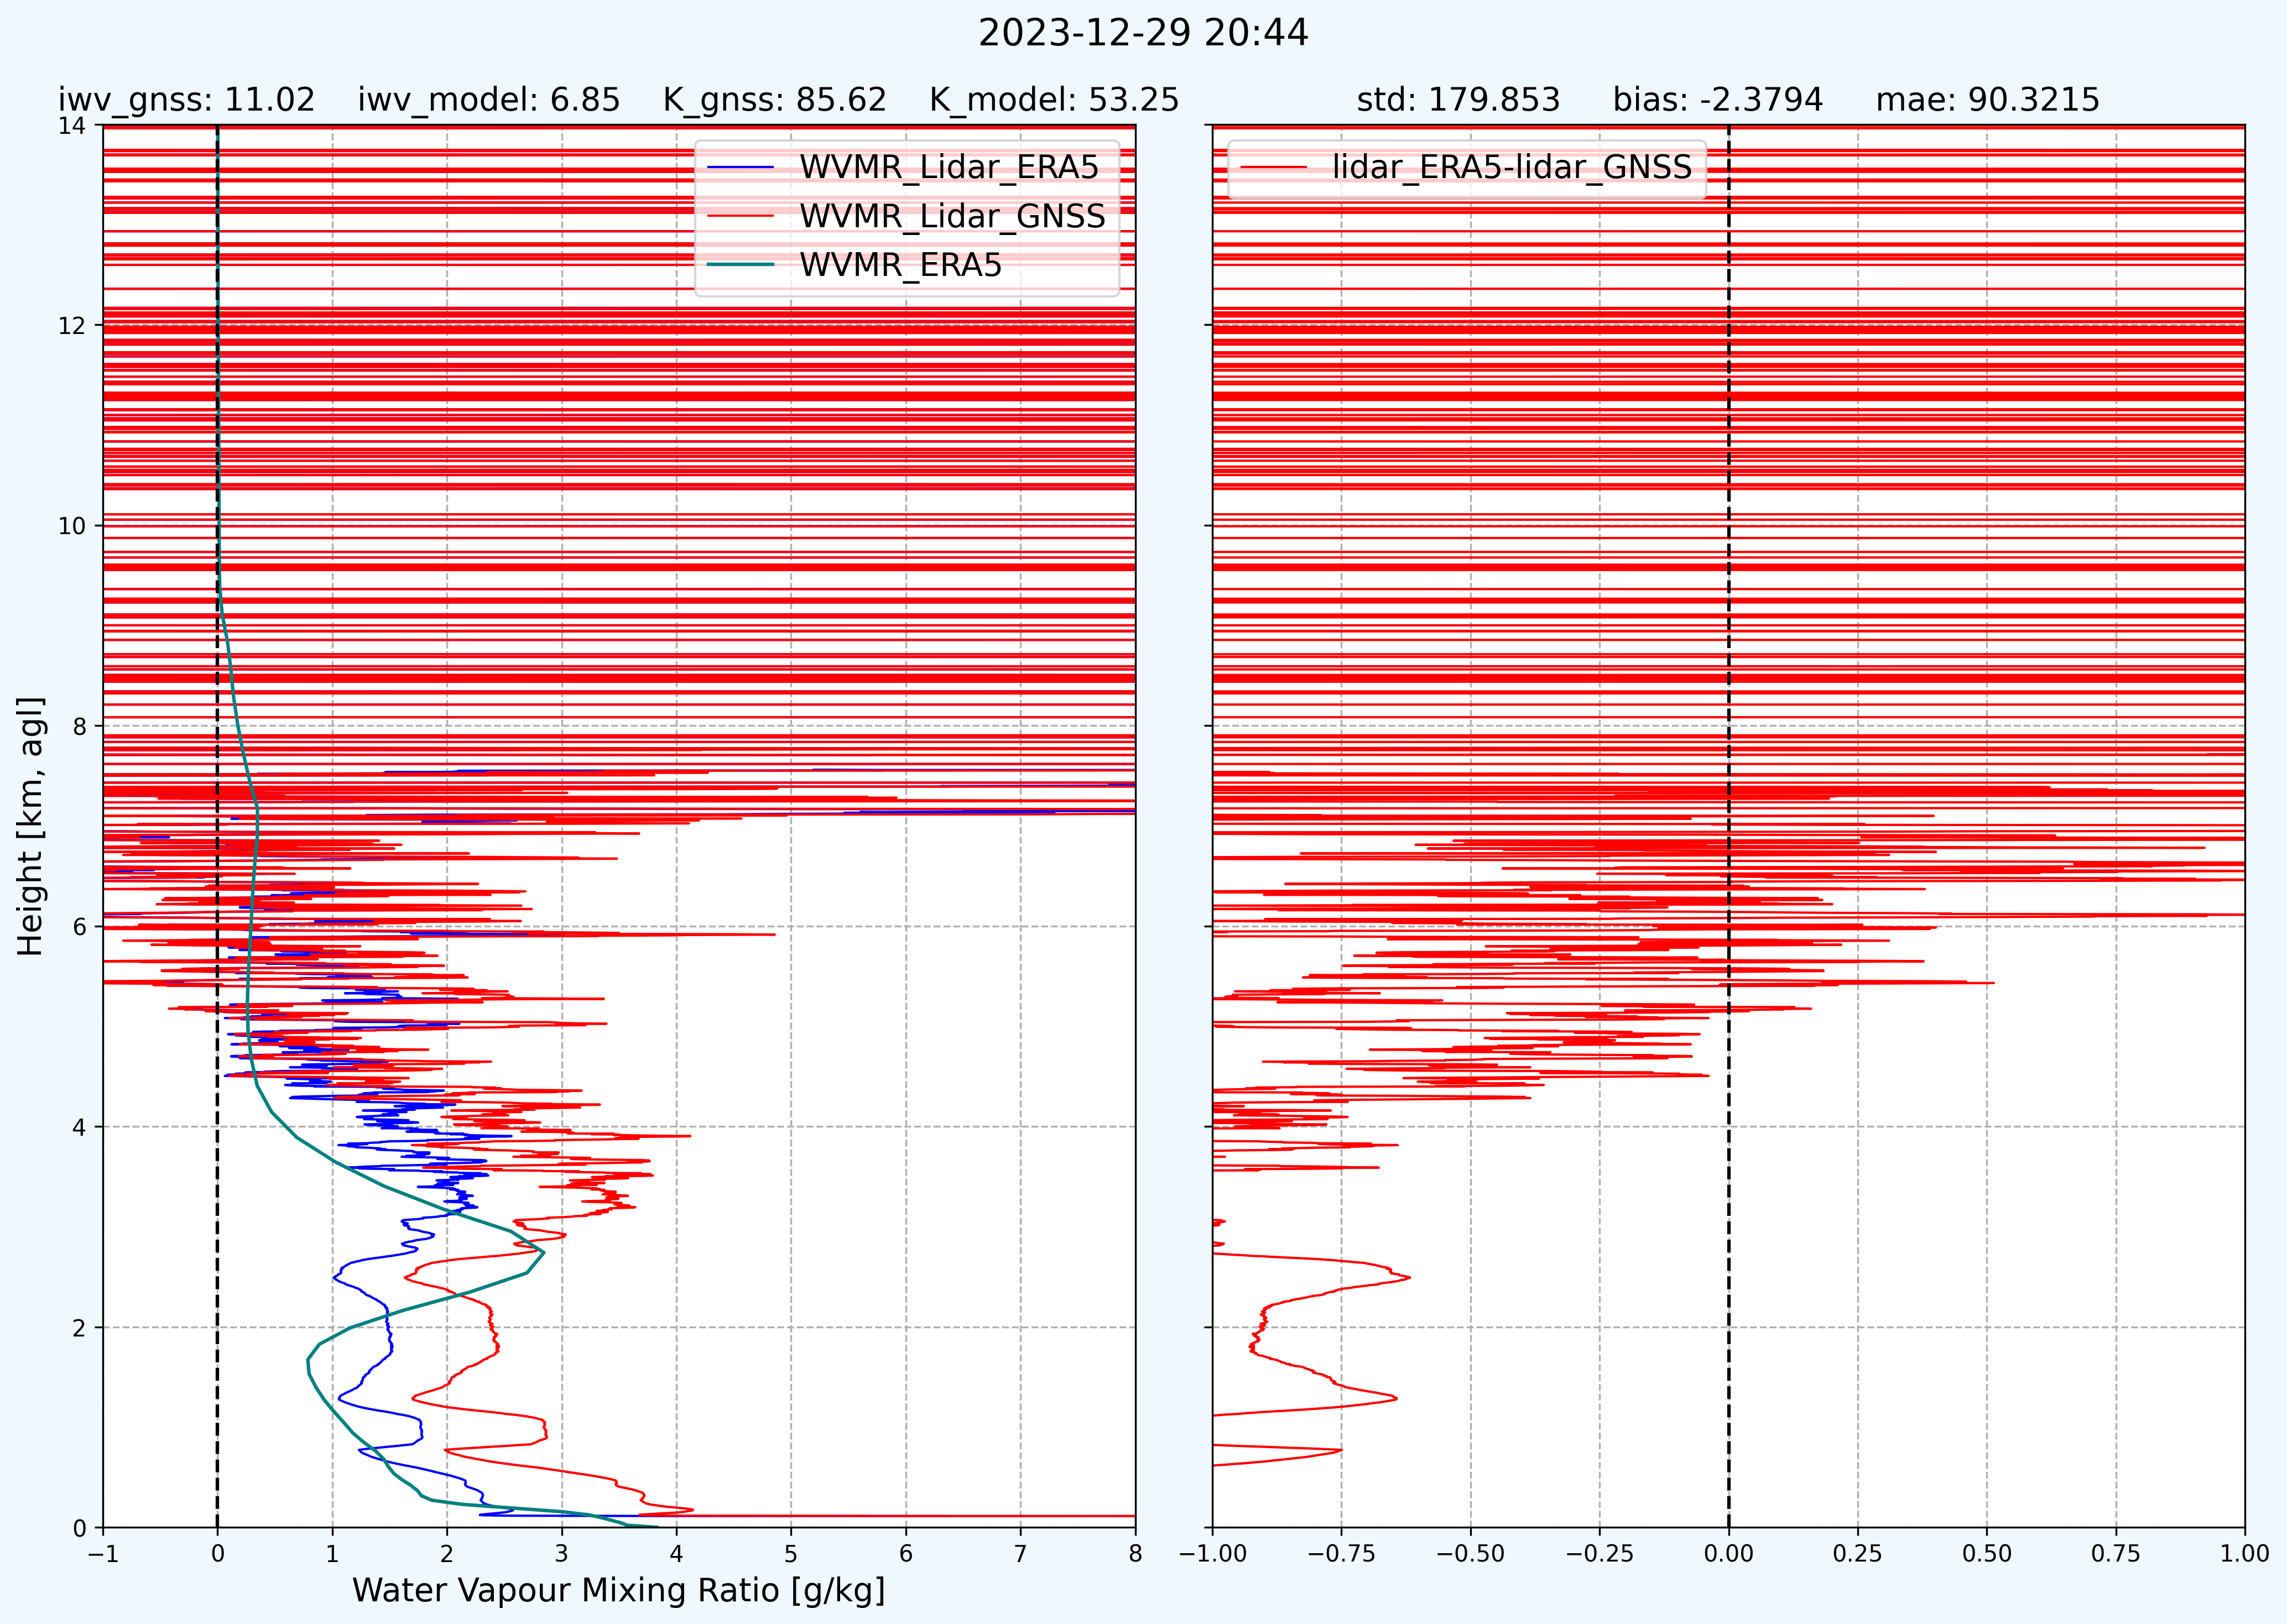 2023-12-29 20:44
iwv_gnss: 11.02 iwv_model: 6.85 K_gnss: 85.62 K_model: 53.25
std: 179.853 bias: -2.3794 mae: 90.3215
WVMR_Lidar_ERA5
WVMR_Lidar_GNSS
WVMR_ERA5
lidar_ERA5-lidar_GNSS
Height [km, agl]
14
12
10
8
6
4
2
0
−1 0 1 2 3 4 5 6 7 8
Water Vapour Mixing Ratio [g/kg]
−1.00 −0.75 −0.50 −0.25 0.00 0.25 0.50 0.75 1.00